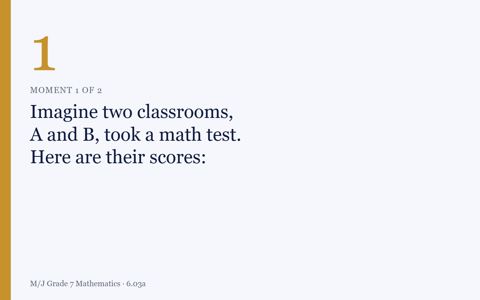 1
MOMENT 1 OF 2
Imagine two classrooms,
A and B, took a math test.
Here are their scores:
M/J Grade 7 Mathematics · 6.03a